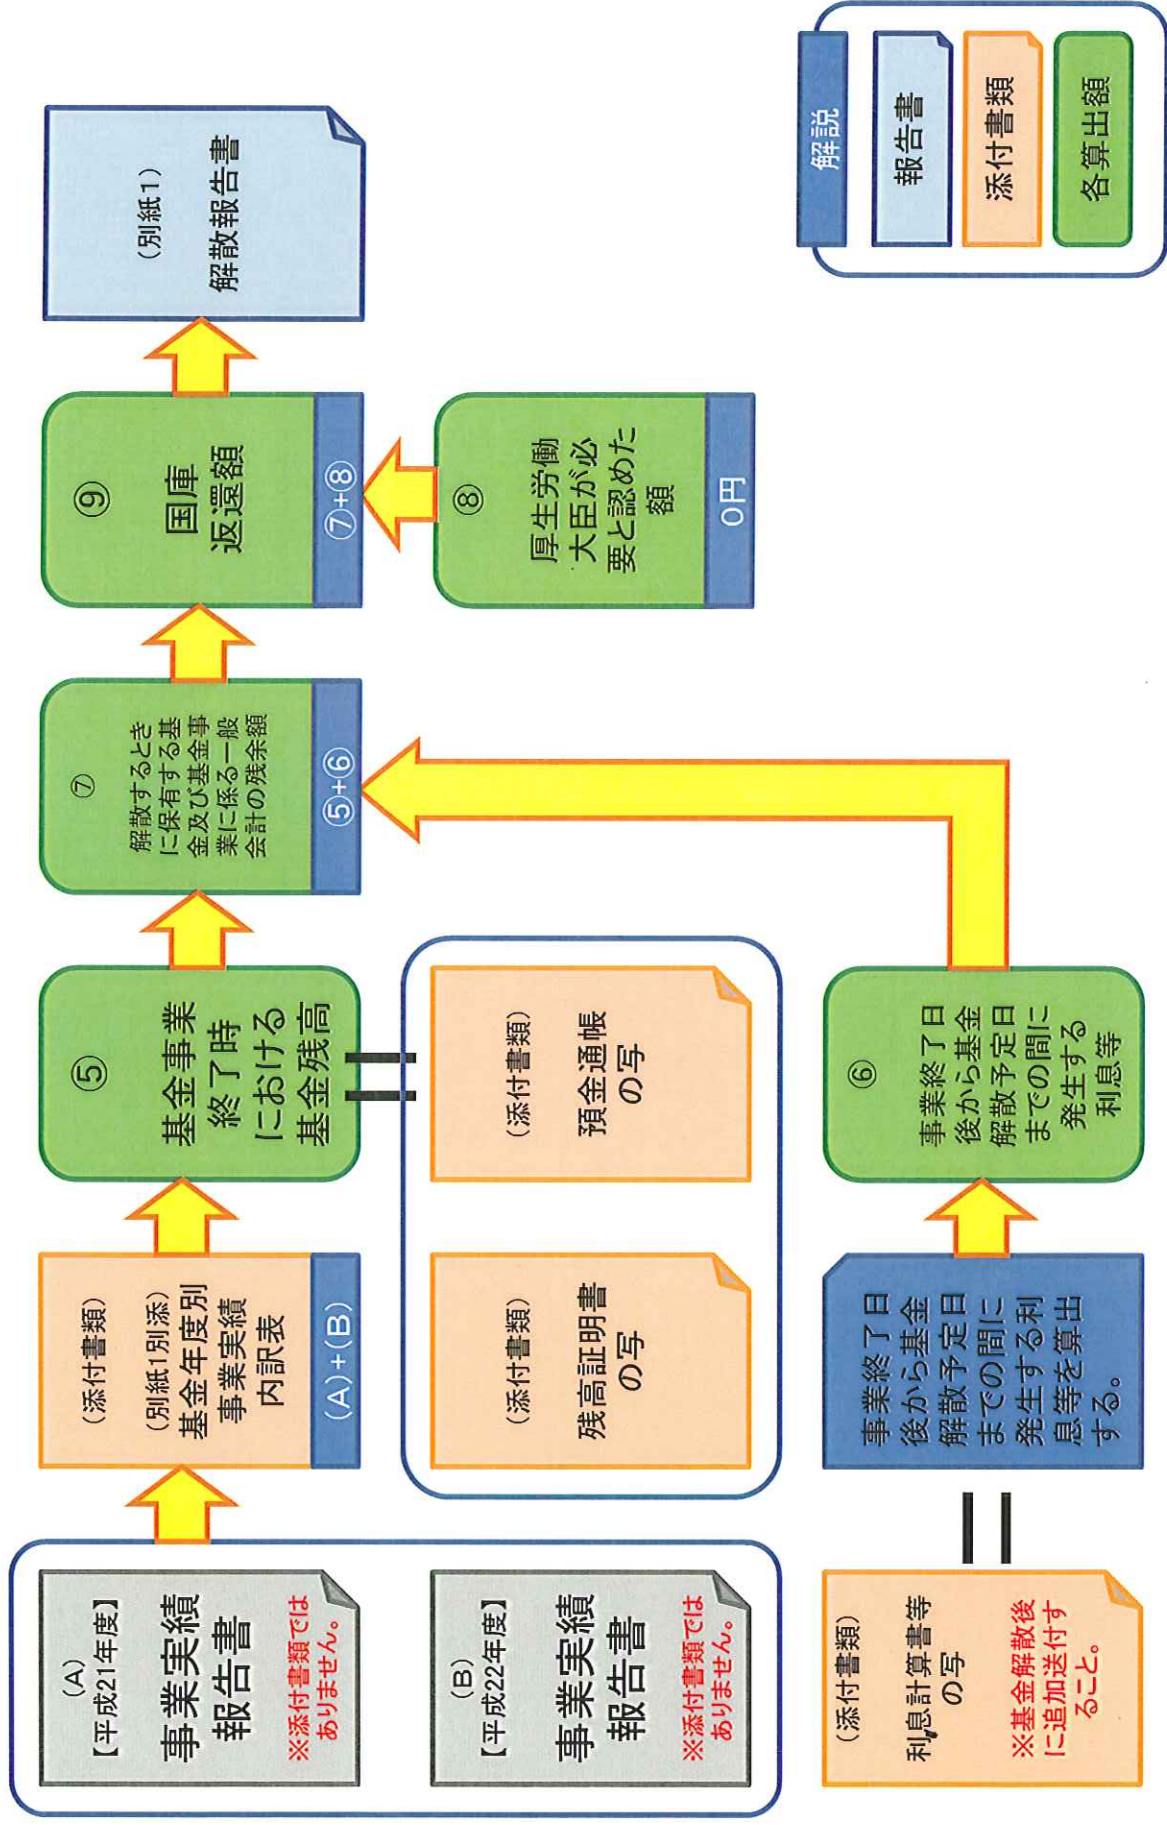 (A)
【平成21年度】
事業実績
報告書
※添付書類では
ありません。
(B)
【平成22年度】
事業実績
報告書
※添付書類では
ありません。
(添付書類)
(別紙1別添)
基金年度別
事業実績
内訳表
(A)+(B)
⑤
基金事業
終了時
における
基金残高
(添付書類)
残高証明書
の写
(添付書類)
預金通帳
の写
⑦
解散するとき
に保有する基
金及び基金事
業に係る一般
会計の残余額
⑤+⑥
⑨
国庫
返還額
⑦+⑧
⑧
厚生労働
大臣が必
要と認めた
額
0円
(別紙1)
解散報告書
(添付書類)
利息計算書等
の写
※基金解散後
に追加送付す
ること。
事業終了日
後から基金
解散予定日
までの間に
発生する利
息等を算出
する。
⑥
事業終了日
後から基金
解散予定日
までの間に
発生する
利息等
解説
報告書
添付書類
各算出額